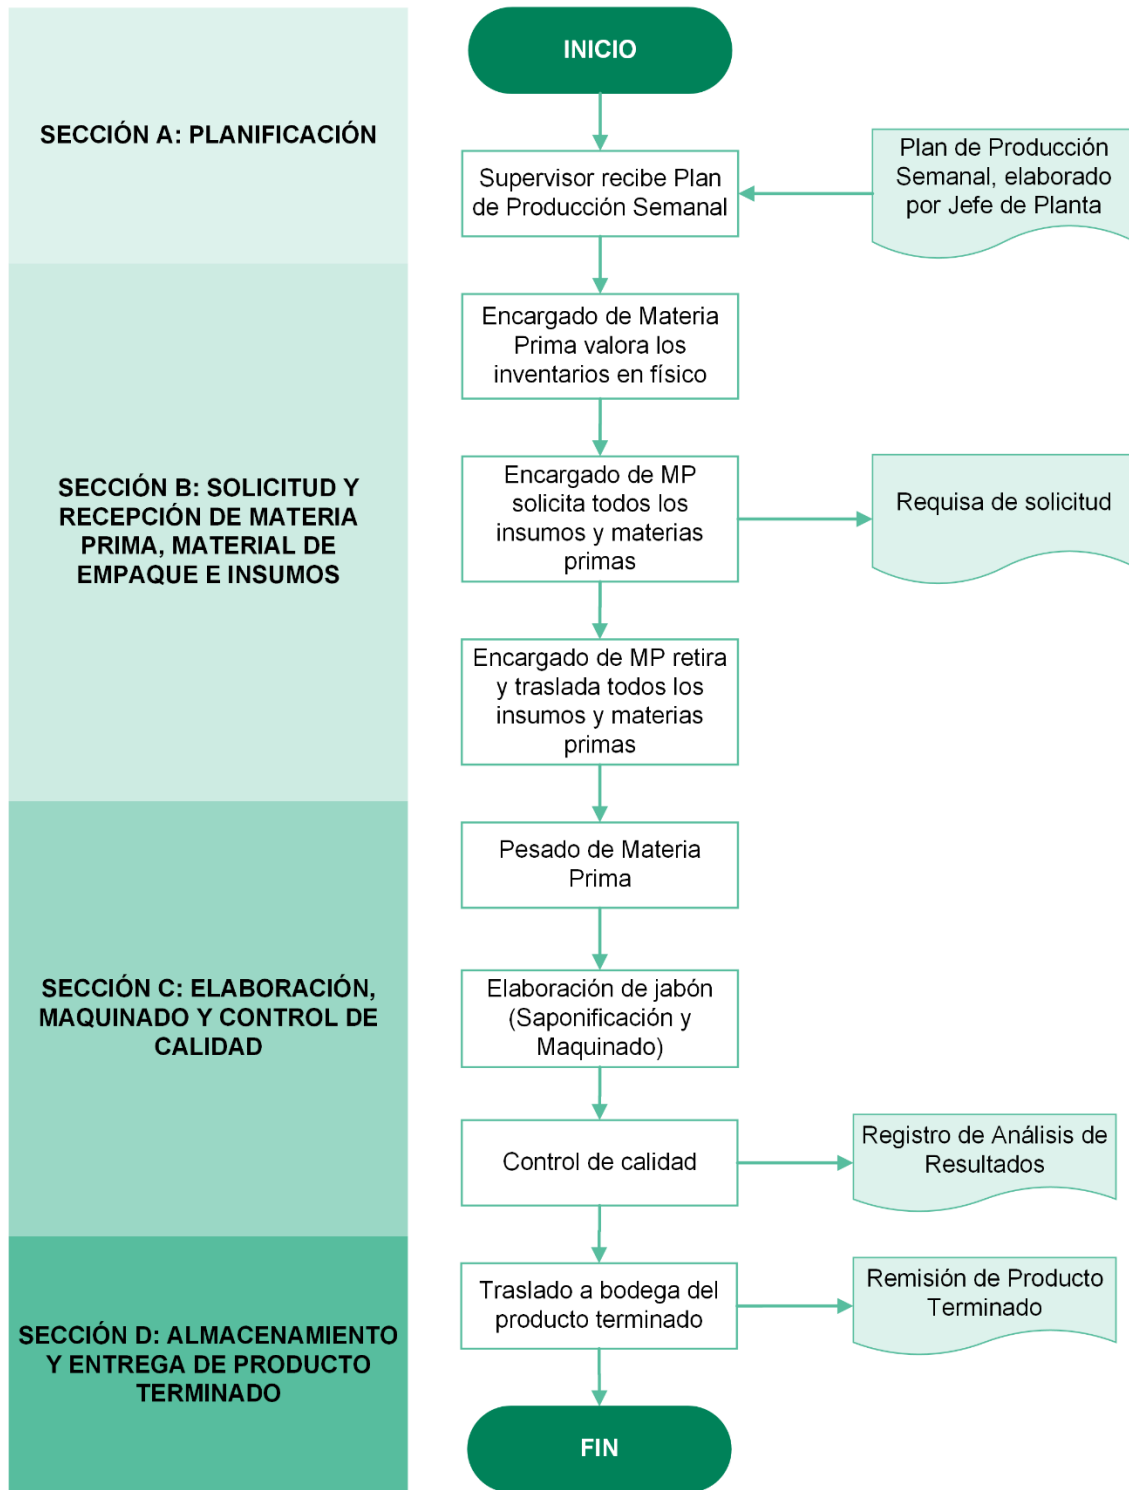 INICIO
SECCIÓN A: PLANIFICACIÓN
Supervisor recibe Plan
de Producción Semanal
Plan de Producción
Semanal, elaborado
por Jefe de Planta
Encargado de Materia
Prima valora los
inventarios en físico
SECCIÓN B: SOLICITUD Y
RECEPCIÓN DE MATERIA
PRIMA, MATERIAL DE
EMPAQUE E INSUMOS
Encargado de MP
solicita todos los
insumos y materias
primas
Requisa de solicitud
Encargado de MP retira
y traslada todos los
insumos y materias
primas
Pesado de Materia
Prima
SECCIÓN C: ELABORACIÓN,
MAQUINADO Y CONTROL DE
CALIDAD
Elaboración de jabón
(Saponificación y
Maquinado)
Control de calidad
Registro de Análisis de
Resultados
Traslado a bodega del
producto terminado
Remisión de Producto
Terminado
SECCIÓN D: ALMACENAMIENTO
Y ENTREGA DE PRODUCTO
TERMINADO
FIN